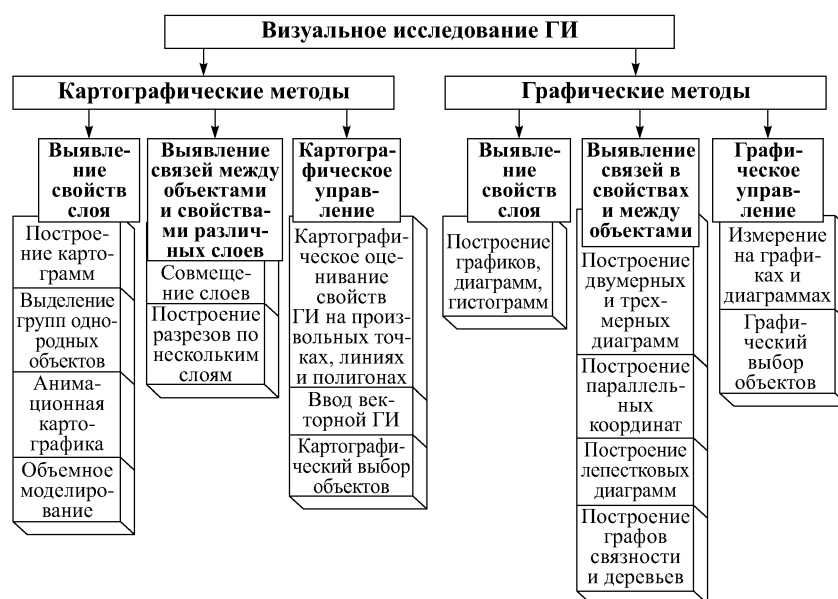 Визуальное исследование ГИ
Картографические методы
Графические методы
Выявле-
ние
свойств
слоя
Построе-
ние карто-
грамм
Выделение
групп одно-
родных
объектов
Анима-
ционная
карто-
графика
Объемное
моделиро-
вание
Выявление
связей между
объектами
и свойства-
ми различ-
ных слоев
Совмеще-
ние слоев
Построение
разрезов по
нескольким
слоям
Картогра-
фическое
управ-
ление
Картографи-
ческое оце-
нивание
свойств
ГИ на произ-
вольных точ-
ках, линиях
и полигонах
Ввод век-
торной ГИ
Картографи-
ческий выбор
объектов
Выявле-
ние
свойств
слоя
Построение
графиков,
диаграмм,
гистограмм
Выявление
связей в
свойствах
и между
объектами
Построение
двумерных
и трех-
мерных
диаграмм
Построение
параллель-
ных
координат
Построение
лепестковых
диаграмм
Построение
графов
связности
и деревьев
Графи-
ческое
управ-
ление
Измерение
на графи-
ках и
диаграммах
Графи-
ческий
выбор
объектов